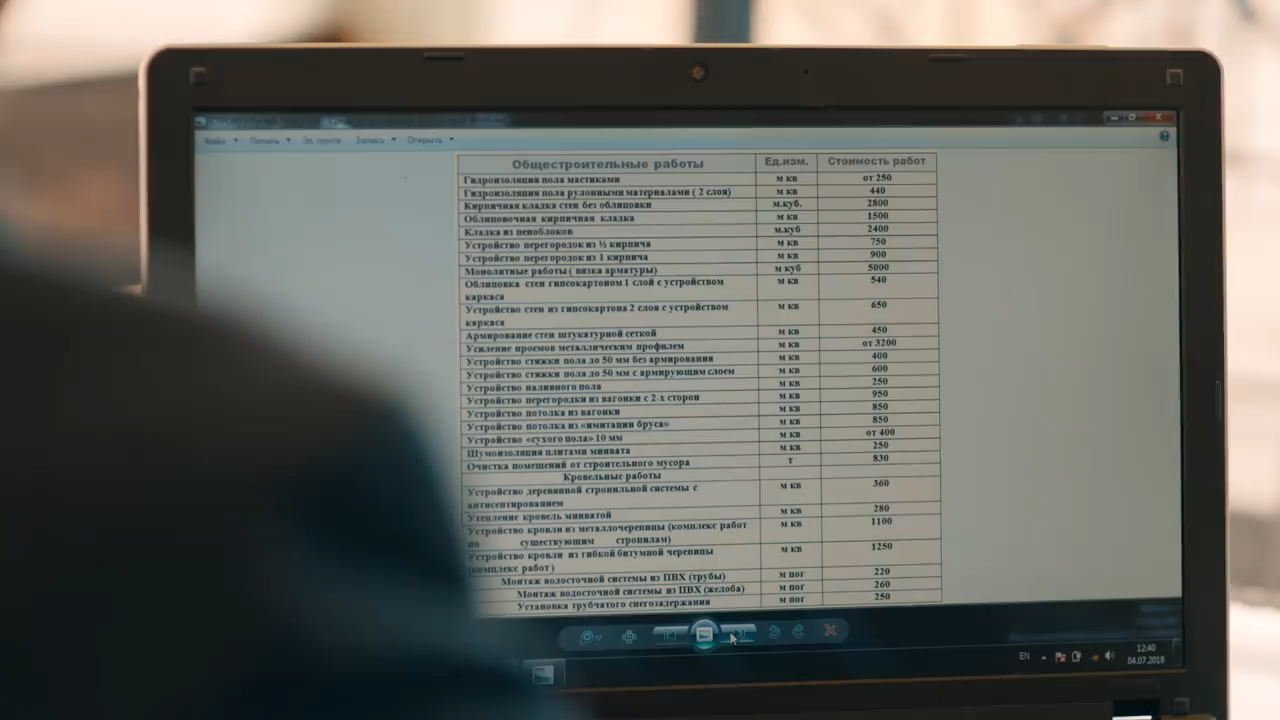 Файл Печать Эл. почта Запись Открыть
Общестроительные работы Ед.изм. Стоимость работ
Гидроизоляция пола мастиками м кв от 250
Гидроизоляция пола рулонными материалами ( 2 слоя) м кв 440
Кирпичная кладка стен без облицовки м.куб. 2800
Облицовочная кирпичная кладка м кв 1500
Кладка из пеноблоков м.куб 2400
Устройство перегородок из ½ кирпича м кв 750
Устройство перегородок из 1 кирпича м кв 900
Монолитные работы ( вязка арматуры) м куб 5000
Облицовка стен гипсокартоном 1 слой с устройством м кв 540
каркаса
Устройство стен из гипсокартона 2 слоя с устройством м кв 650
каркаса
Армирование стен штукатурной сеткой м кв 450
Усиление проемов металлическим профилем м кв от 3200
Устройство стяжки пола до 50 мм без армирования м кв 400
Устройство стяжки пола до 50 мм с армирующим слоем м кв 600
Устройство наливного пола м кв 250
Устройство перегородки из вагонки с 2-х сторон м кв 950
Устройство потолка из вагонки м кв 850
Устройство потолка из «имитации бруса» м кв 850
Устройство «сухого пола» 10 мм м кв от 400
Шумоизоляция плитами минвата м кв 250
Очистка помещений от строительного мусора т 830
Кровельные работы
Устройство деревянной стропильной системы с м кв 360
антисептированием
Утепление кровель минватой м кв 280
Устройство кровли из металлочерепицы (комплекс работ м кв 1100
по существующим стропилам)
Устройство кровли из гибкой битумной черепицы м кв 1250
(комплекс работ )
Монтаж водосточной системы из ПВХ (трубы) м пог 220
Монтаж водосточной системы из ПВХ (желоба) м пог 260
Установка трубчатого снегозадержания м пог 250
EN 12:40
04.07.2018